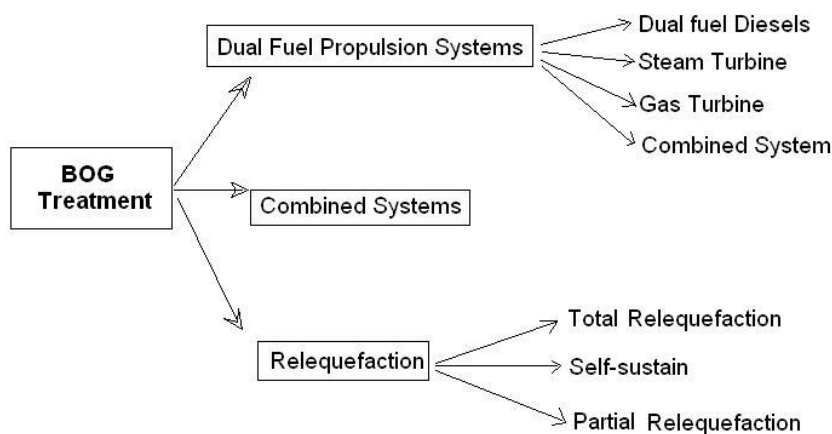 Dual Fuel Propulsion Systems
Dual fuel Diesels
Steam Turbine
Gas Turbine
Combined System
BOG
Treatment
Combined Systems
Relequefaction
Total Relequefaction
Self-sustain
Partial Relequefaction